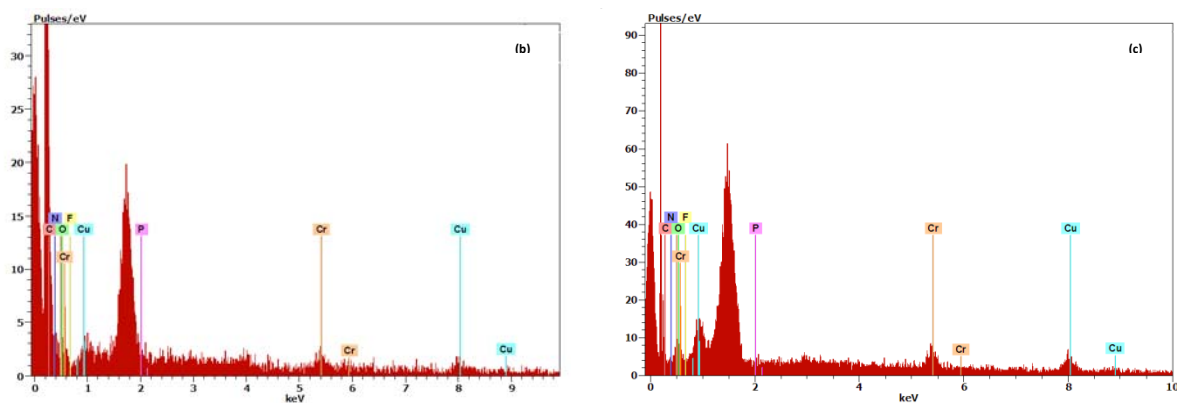 Pulses/eV
(b)
30
25
20
15
10
5
0
N F
C O Cu P Cr Cu
Cr
Cr Cu
0 1 2 3 4 5 6 7 8 9
keV
Pulses/eV
(c)
90
80
70
60
50
40
30
20
10
0
N F
C O Cu P Cr Cu
Cr
Cr Cu
0 2 4 6 8 10
keV